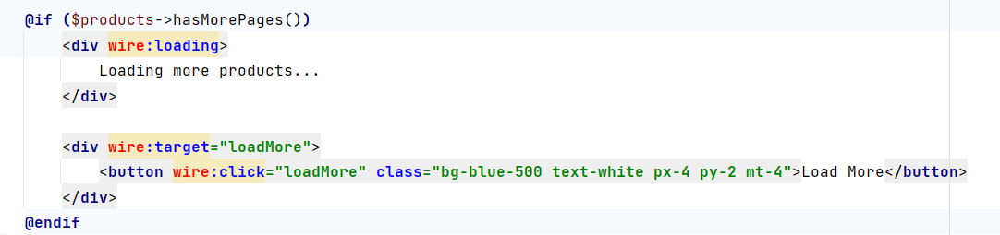 @if ($products->hasMorePages())
<div wire:loading>
Loading more products...
</div>
<div wire:target="loadMore">
<button wire:click="loadMore" class="bg-blue-500 text-white px-4 py-2 mt-4">Load More</button>
</div>
@endif